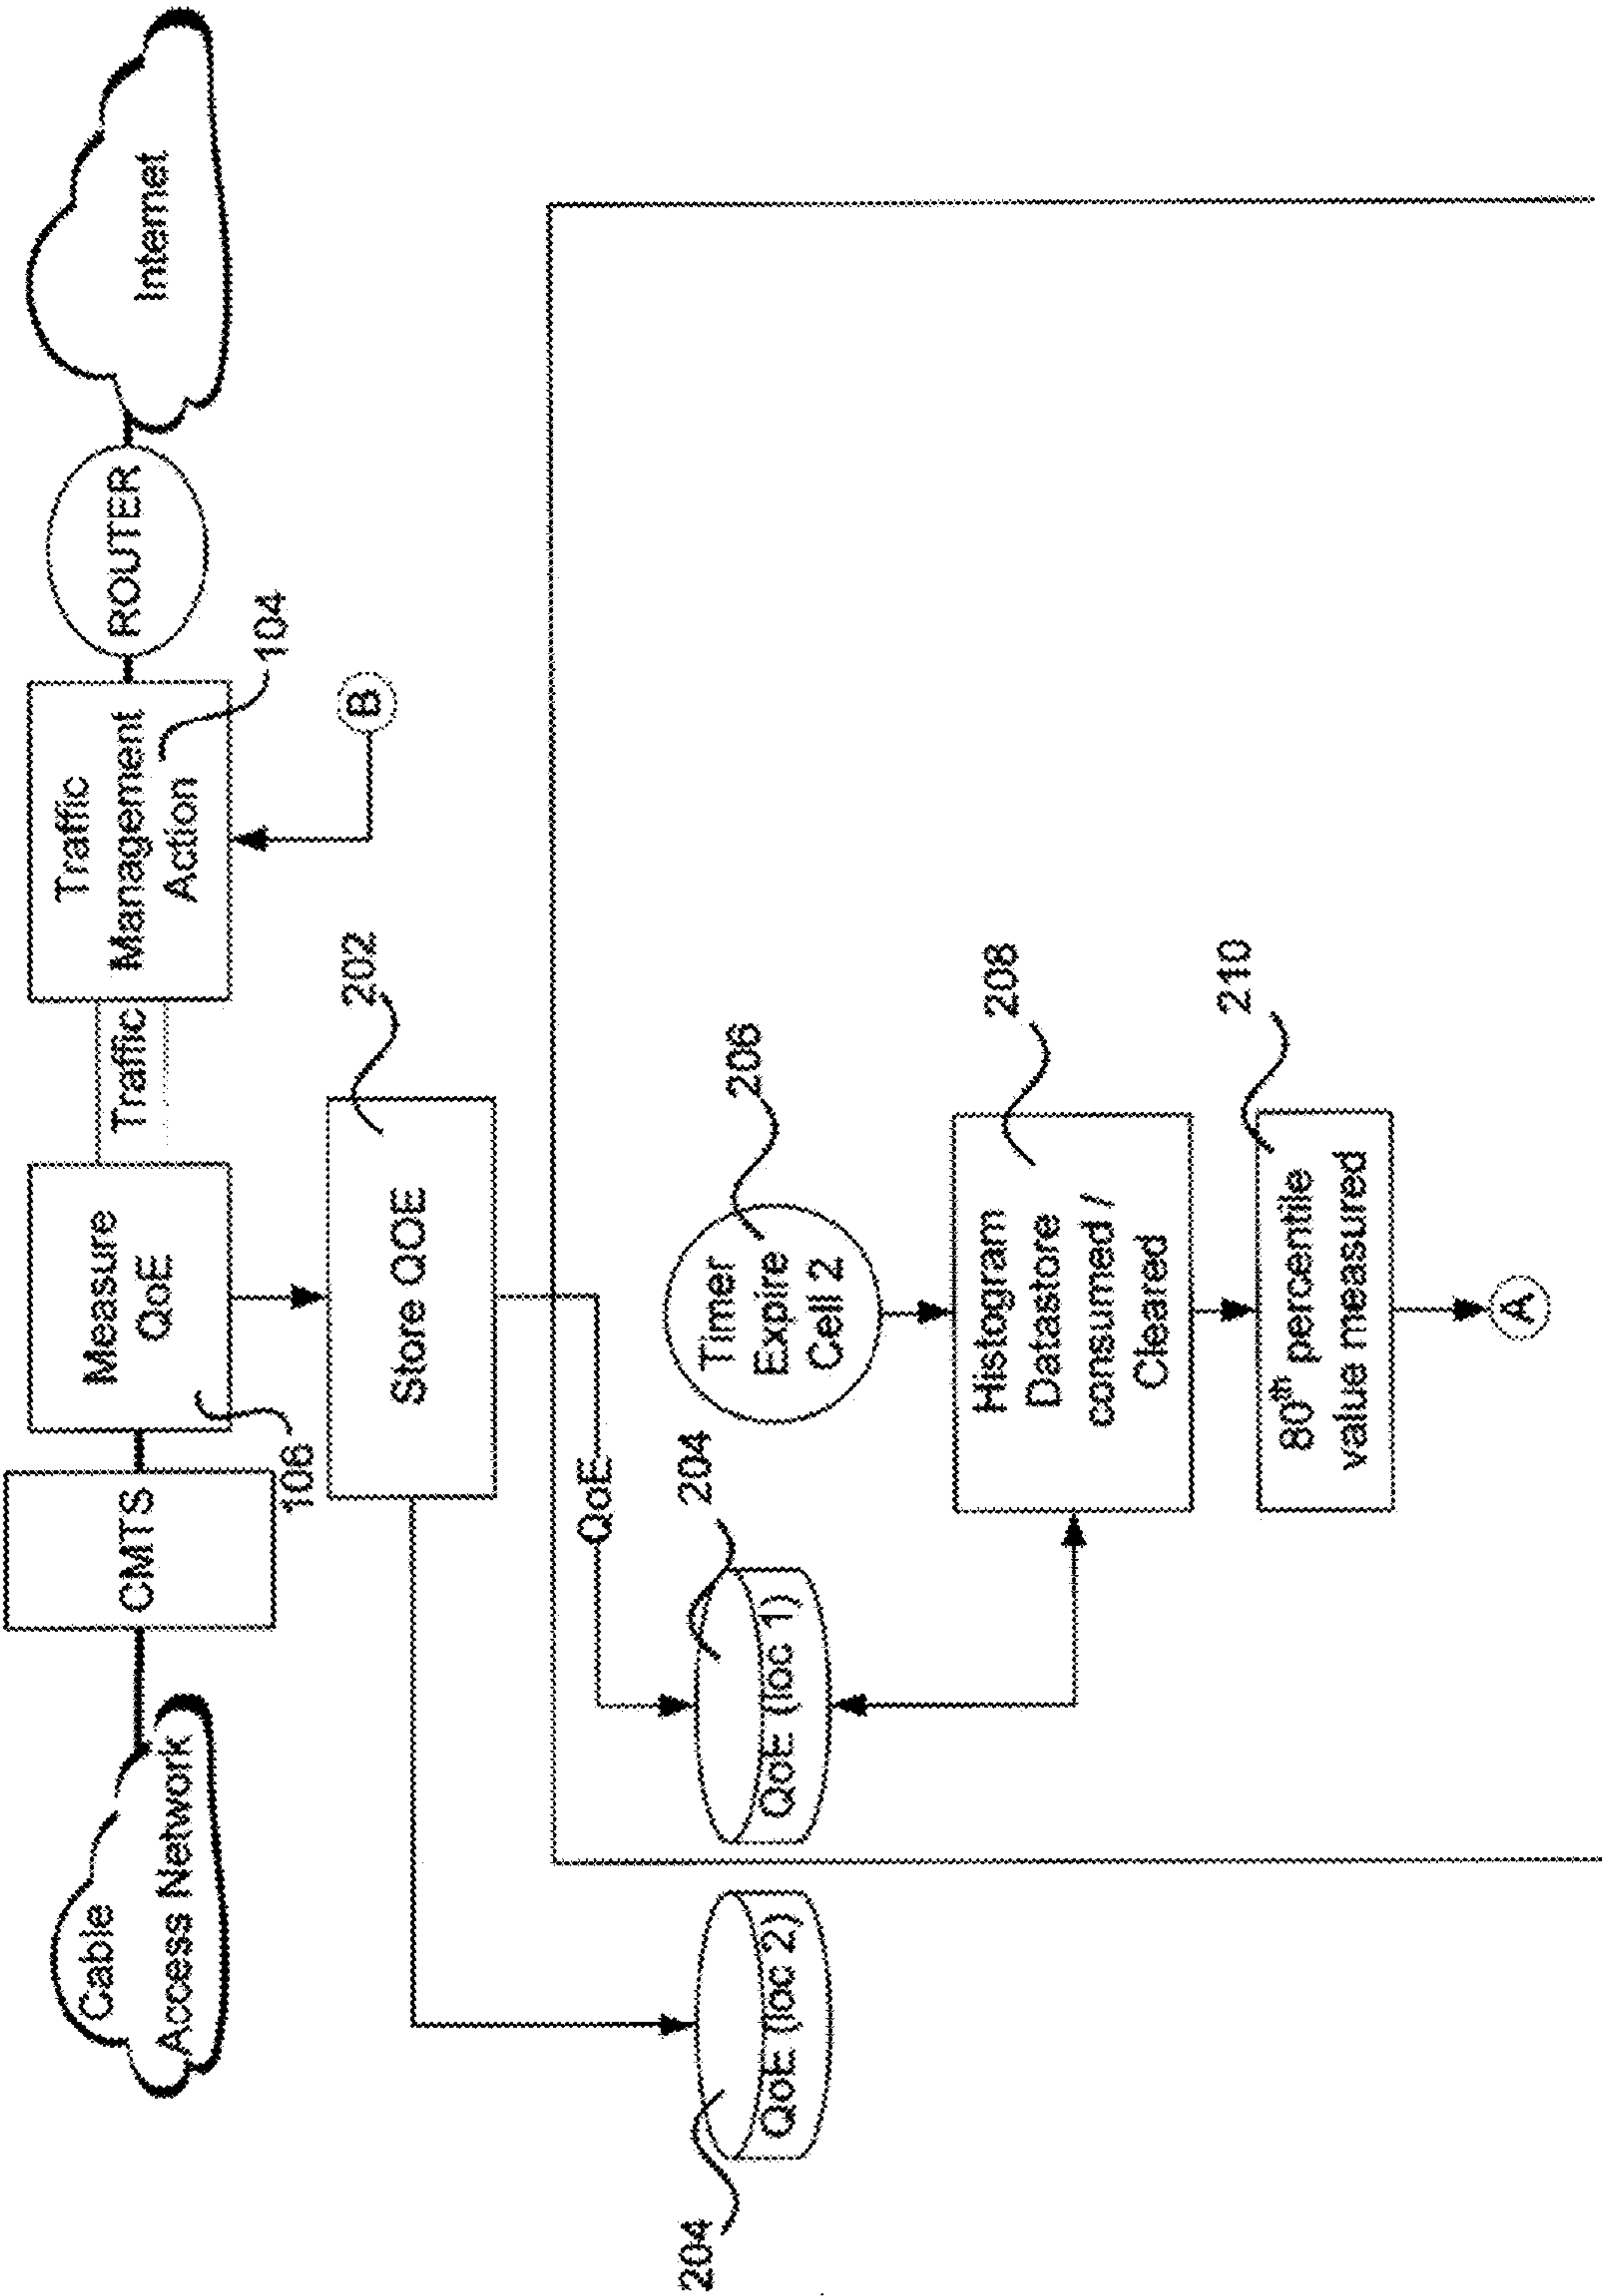 Cable
Access Network
CMTS
Measure
QoE
106
Traffic
Traffic
Management
Action
104
ROUTER
Internet
B
Store QOE
202
QoE
204
QoE (loc 2)
204
QoE (loc 1)
Timer
Expire
Cell 2
206
Histogram
Datastore
consumed /
Cleared
208
80th percentile
value measured
210
A